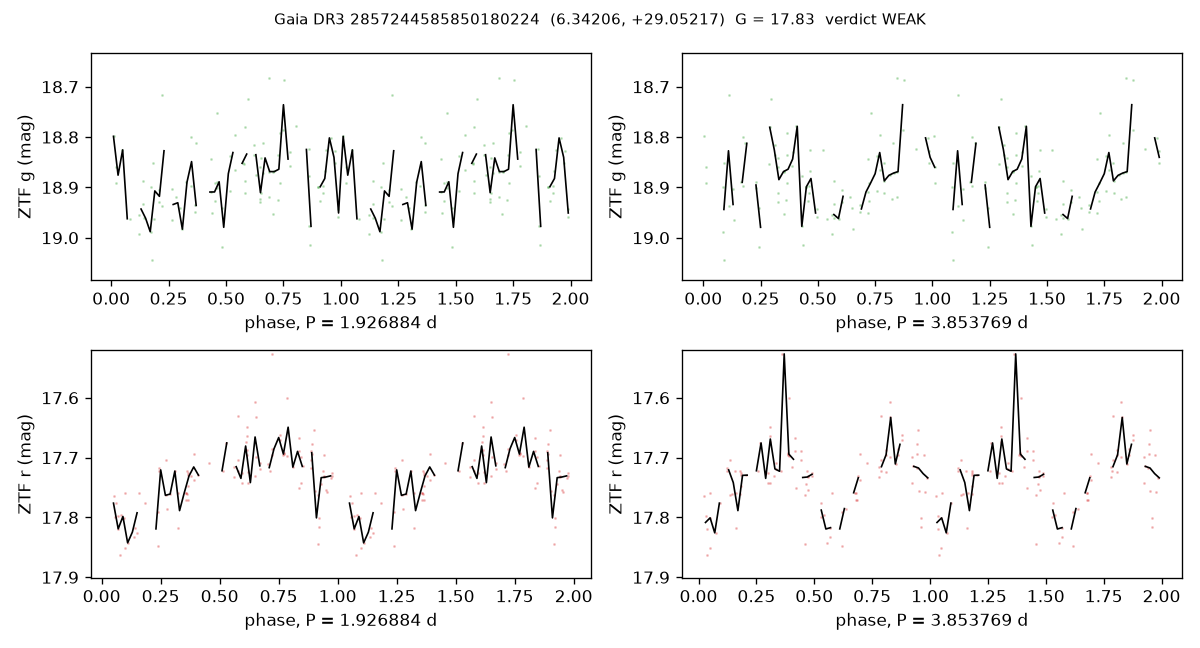 Gaia DR3 2857244585850180224  (6.34206, +29.05217)  G = 17.83  verdict WEAK
ZTF g (mag)
18.7
18.8
18.9
19.0
0.00 0.25 0.50 0.75 1.00 1.25 1.50 1.75 2.00
phase, P = 1.926884 d
ZTF g (mag)
18.7
18.8
18.9
19.0
0.00 0.25 0.50 0.75 1.00 1.25 1.50 1.75 2.00
phase, P = 3.853769 d
ZTF r (mag)
17.6
17.7
17.8
17.9
0.00 0.25 0.50 0.75 1.00 1.25 1.50 1.75 2.00
phase, P = 1.926884 d
ZTF r (mag)
17.6
17.7
17.8
17.9
0.00 0.25 0.50 0.75 1.00 1.25 1.50 1.75 2.00
phase, P = 3.853769 d